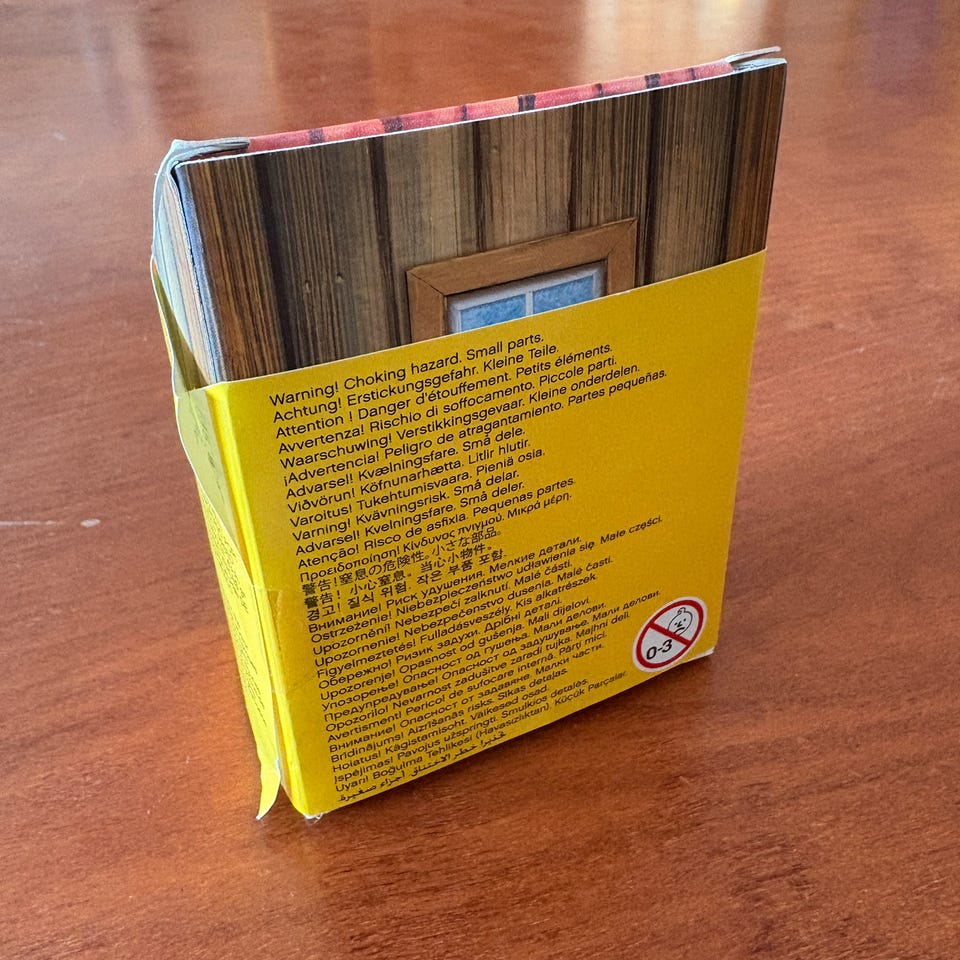 Warning! Choking hazard. Small parts.
Achtung! Erstickungsgefahr. Kleine Teile.
Attention ! Danger d'étouffement. Petits éléments.
Avvertenza! Rischio di soffocamento. Piccole parti.
Waarschuwing! Verstikkingsgevaar. Kleine onderdelen.
¡Advertencia! Peligro de atragantamiento. Partes pequeñas.
Advarsel! Kvælningsfare. Små dele.
Viðvörun! Köfnunarhætta. Litlir hlutir.
Varoitus! Tukehtumisvaara. Pieniä osia.
Varning! Kvävningsrisk. Små delar.
Advarsel! Kvelningsfare. Små deler.
Atenção! Risco de asfixia. Pequenas partes.
Προειδοποίηση! Κίνδυνος πνιγμού. Μικρά μέρη.
警告!窒息の危険性。小さな部品。
警告! 小心窒息。当心小物件。
경고! 질식 위험. 작은 부품 포함.
Внимание! Риск удушения. Мелкие детали.
Ostrzeżenie! Niebezpieczeństwo udławienia się. Małe części.
Upozornění! Nebezpečí zalknutí. Malé části.
Upozornenie! Nebezpečenstvo dusenia. Malé časti.
Figyelmeztetés! Fulladásveszély. Kis alkatrészek.
Обережно! Ризик задухи. Дрібні деталі.
Upozorenje! Opasnost od gušenja. Mali dijelovi.
Упозорење! Опасност од гушења. Мали делови.
Предупредување! Опасност од задушување. Мали делови.
Opozorilo! Nevarnost zadušitve zaradi tujka. Majhni deli.
Avertisment! Pericol de sufocare internă. Părți mici.
Внимание! Опасност от задавяне. Малки части.
Brīdinājums! Aizrīšanās risks. Sīkas detaļas.
Hoiatus! Kägistamisoht. Väikesed osad.
Įspėjimas! Pavojus užspringti. Smulkios detalės.
Uyarı! Boğulma Tehlikesi (Havasızlıktan). Küçük Parçalar.
تحذير! خطر الاختناق. أجزاء صغيرة.
0-3